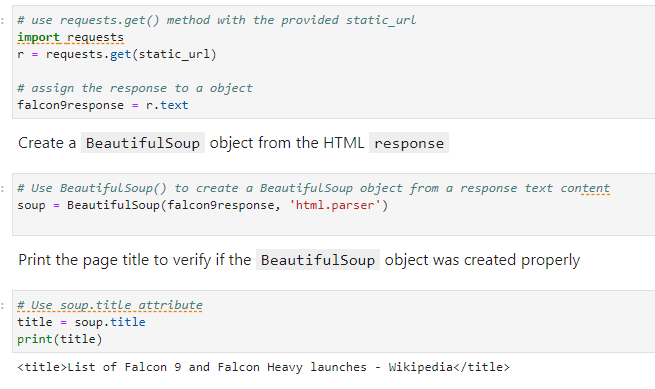 # use requests.get() method with the provided static_url
import requests
r = requests.get(static_url)
# assign the response to a object
falcon9response = r.text
Create a BeautifulSoup object from the HTML response
# Use BeautifulSoup() to create a BeautifulSoup object from a response text content
soup = BeautifulSoup(falcon9response, 'html.parser')
Print the page title to verify if the BeautifulSoup object was created properly
# Use soup.title attribute
title = soup.title
print(title)
<title>List of Falcon 9 and Falcon Heavy launches - Wikipedia</title>